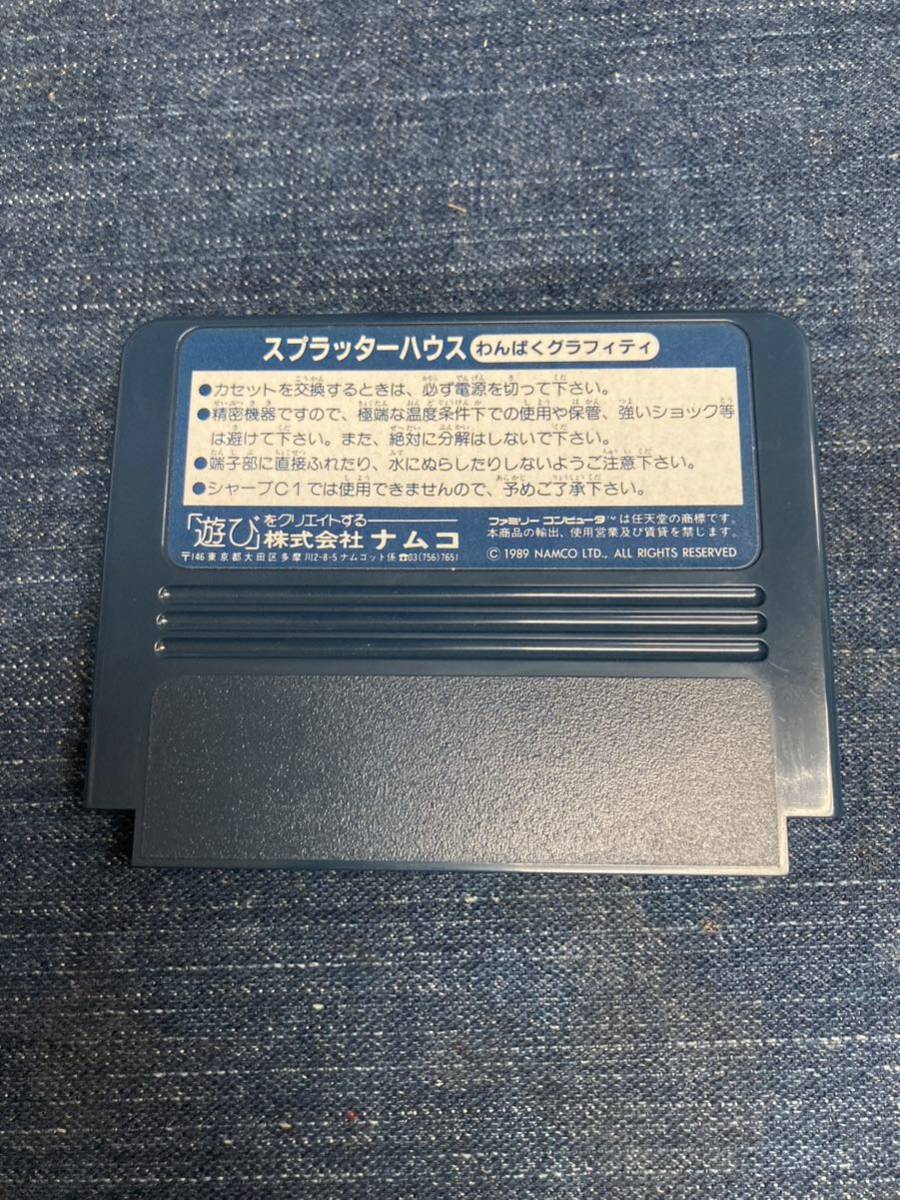 スプラッターハウス わんぱくグラフィティ
●カセットを交換するときは、必ず電源を切って下さい。
●精密機器ですので、極端な温度条件下での使用や保管、強いショック等
は避けて下さい。また、絶対に分解はしないで下さい。
●端子部に直接ふれたり、水にぬらしたりしないようご注意下さい。
●シャープC1では使用できませんので、予めご了承下さい。
「遊び」をクリエイトする
株式会社 ナムコ
〒146 東京都大田区多摩川2-8-5 ナムコット係 ☎03(756)7651
ファミリーコンピュータ™は任天堂の商標です。
本商品の輸出、使用営業及び賃貸を禁じます。
© 1989 NAMCO LTD., ALL RIGHTS RESERVED